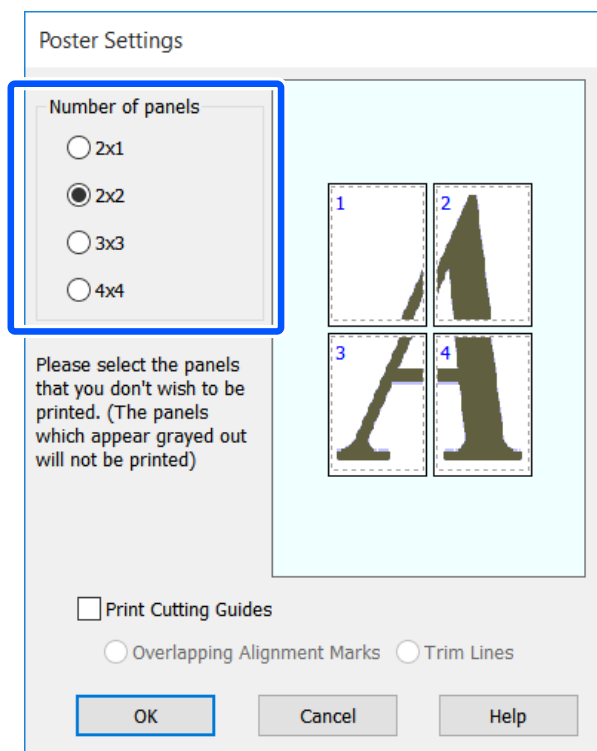 Poster Settings
Number of panels
2x1
2x2
3x3
4x4
1
2
3
4
Please select the panels
that you don't wish to be
printed. (The panels
which appear grayed out
will not be printed)
Print Cutting Guides
Overlapping Alignment Marks
Trim Lines
OK
Cancel
Help